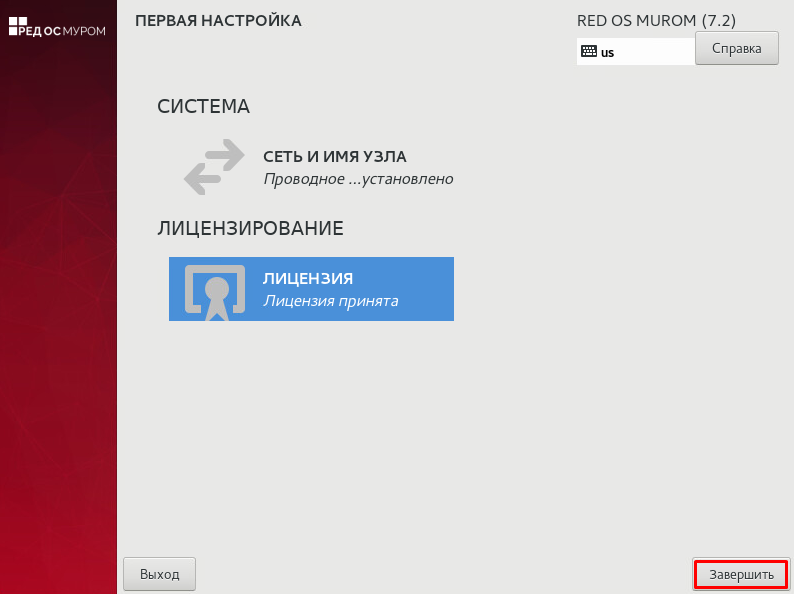 РЕД ОС МУРОМ
ПЕРВАЯ НАСТРОЙКА
RED OS MUROM (7.2)
us
Справка
СИСТЕМА
СЕТЬ И ИМЯ УЗЛА
Проводное ...установлено
ЛИЦЕНЗИРОВАНИЕ
ЛИЦЕНЗИЯ
Лицензия принята
Выход
Завершить